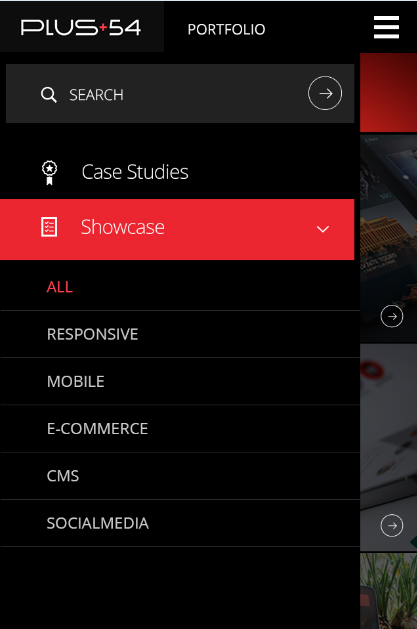 PLUS+54
PORTFOLIO
SEARCH
Case Studies
Showcase
ALL
RESPONSIVE
MOBILE
E-COMMERCE
CMS
SOCIALMEDIA